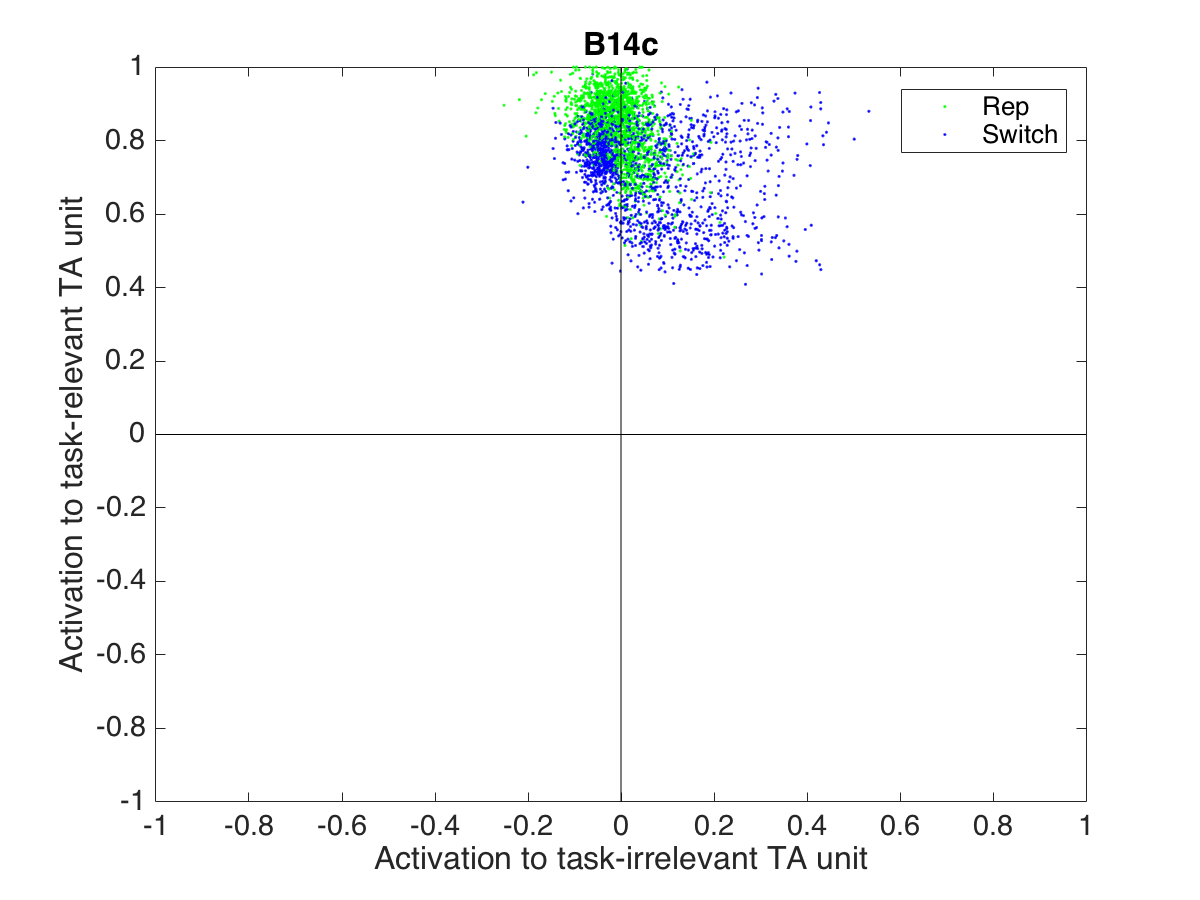 B14c
Rep
Switch
Activation to task-relevant TA unit
1
0.8
0.6
0.4
0.2
0
-0.2
-0.4
-0.6
-0.8
-1
-1 -0.8 -0.6 -0.4 -0.2 0 0.2 0.4 0.6 0.8 1
Activation to task-irrelevant TA unit